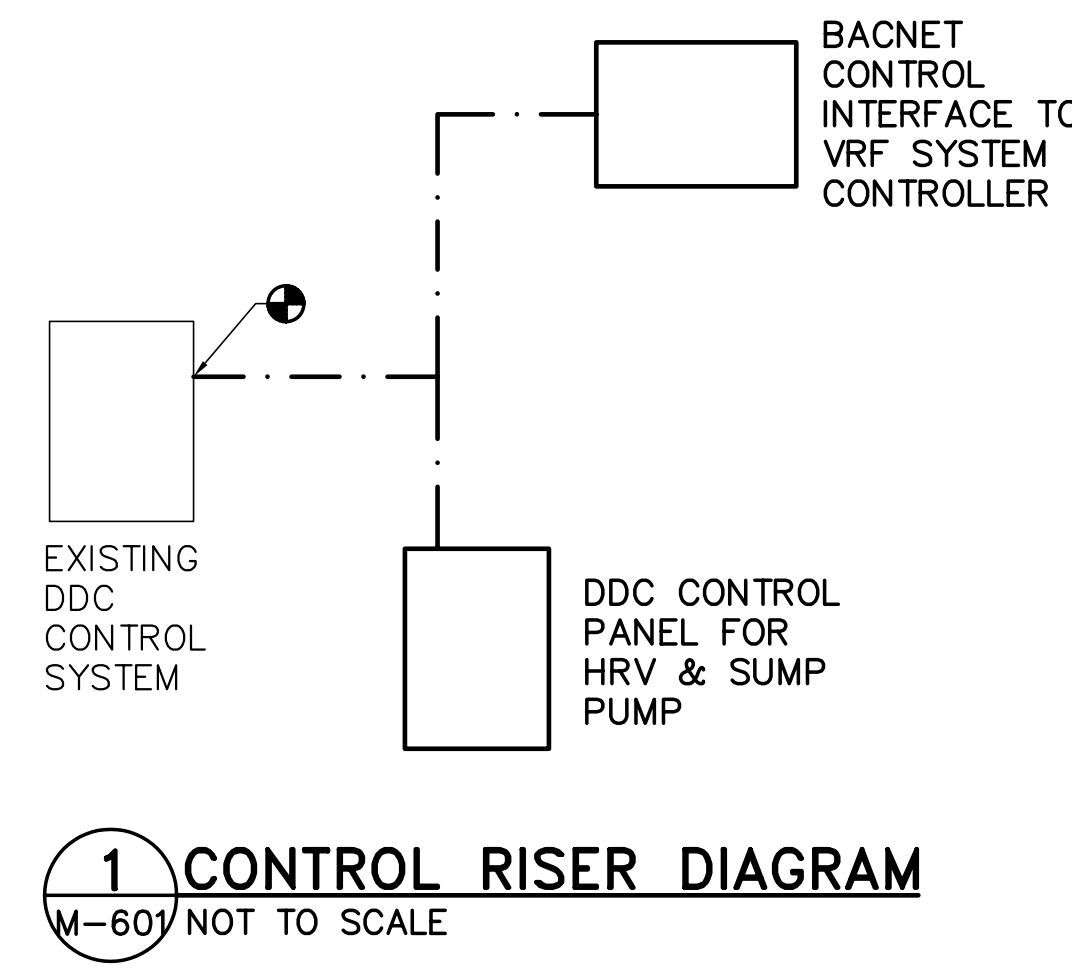 BACNET
CONTROL
INTERFACE TO
VRF SYSTEM
CONTROLLER
EXISTING
DDC
CONTROL
SYSTEM
DDC CONTROL
PANEL FOR
HRV & SUMP
PUMP
1
CONTROL RISER DIAGRAM
M-601
NOT TO SCALE